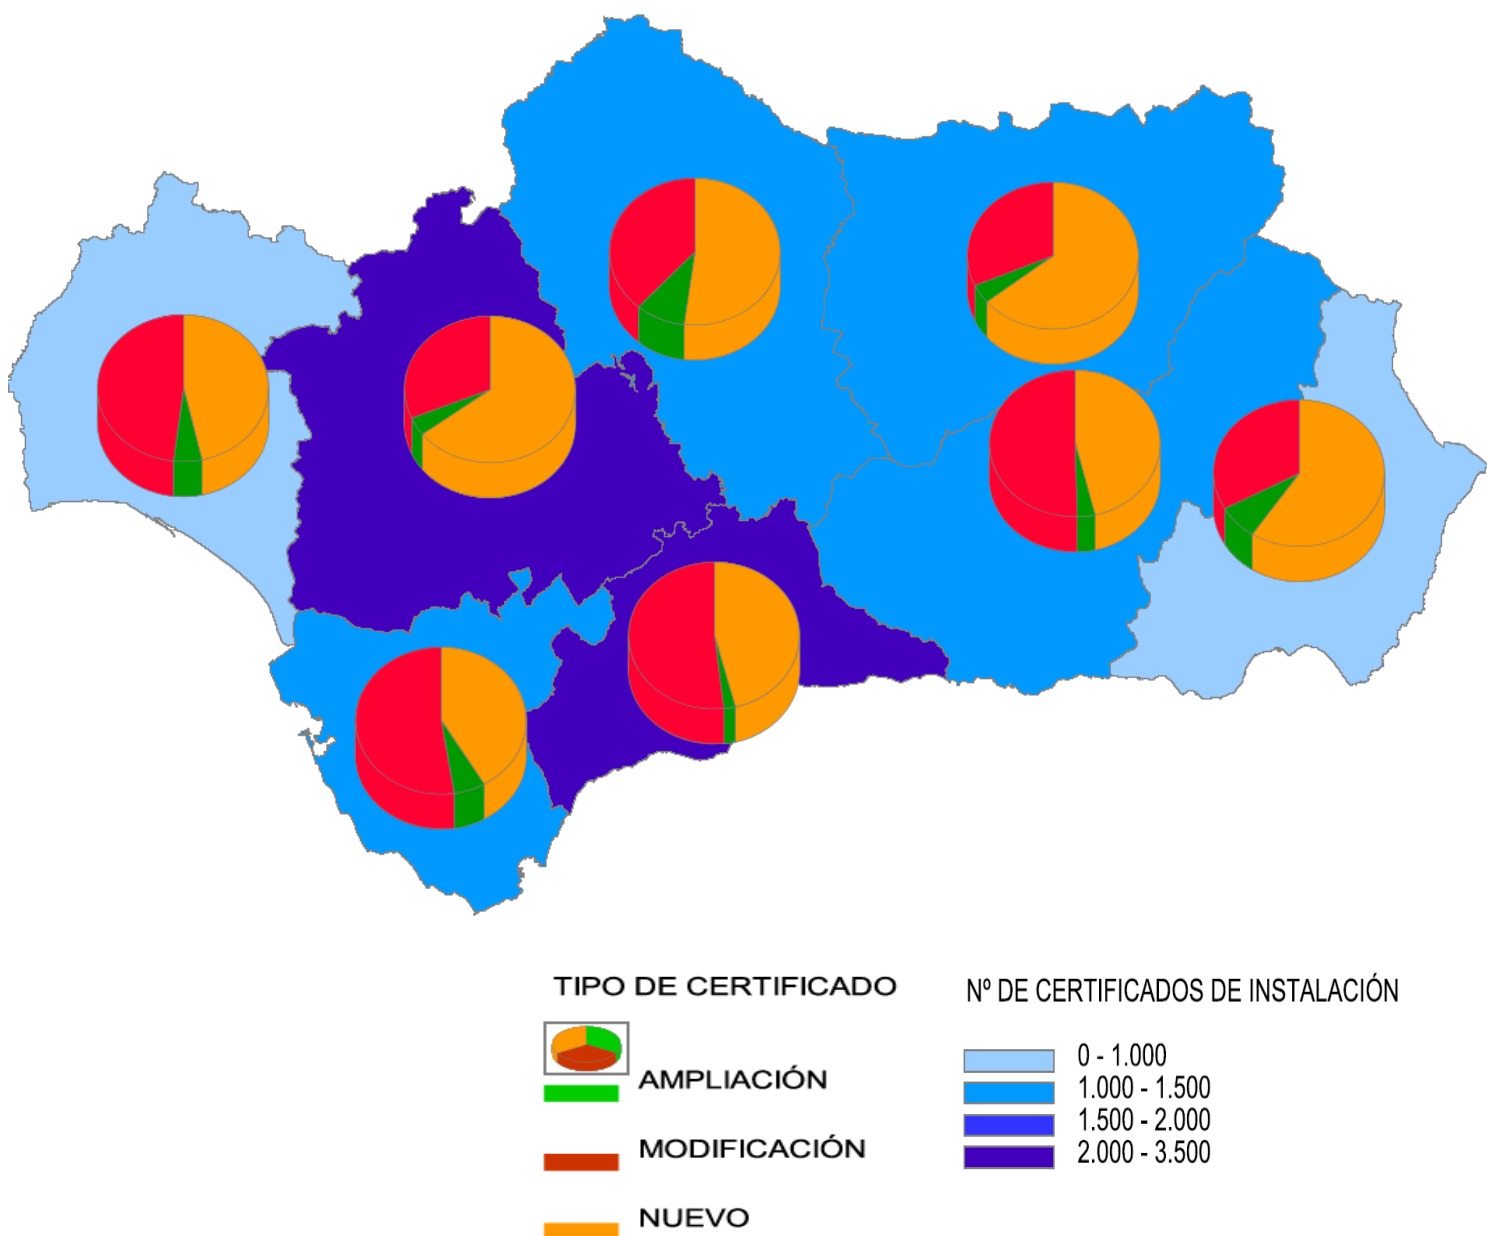 TIPO DE CERTIFICADO
AMPLIACIÓN
MODIFICACIÓN
NUEVO
Nº DE CERTIFICADOS DE INSTALACIÓN
0 - 1.000
1.000 - 1.500
1.500 - 2.000
2.000 - 3.500